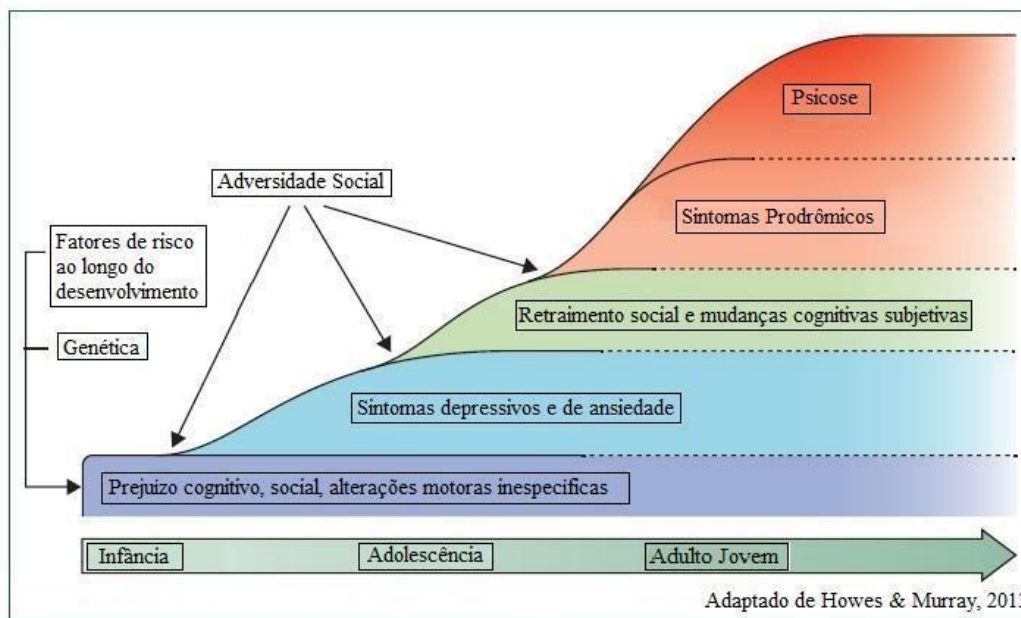 Psicose
Adversidade Social
Sintomas Prodrômicos
Fatores de risco
ao longo do
desenvolvimento
Retraimento social e mudanças cognitivas subjetivas
Genética
Sintomas depressivos e de ansiedade
Prejuizo cognitivo, social, alterações motoras inespecificas
Infância
Adolescência
Adulto Jovem
Adaptado de Howes & Murray,